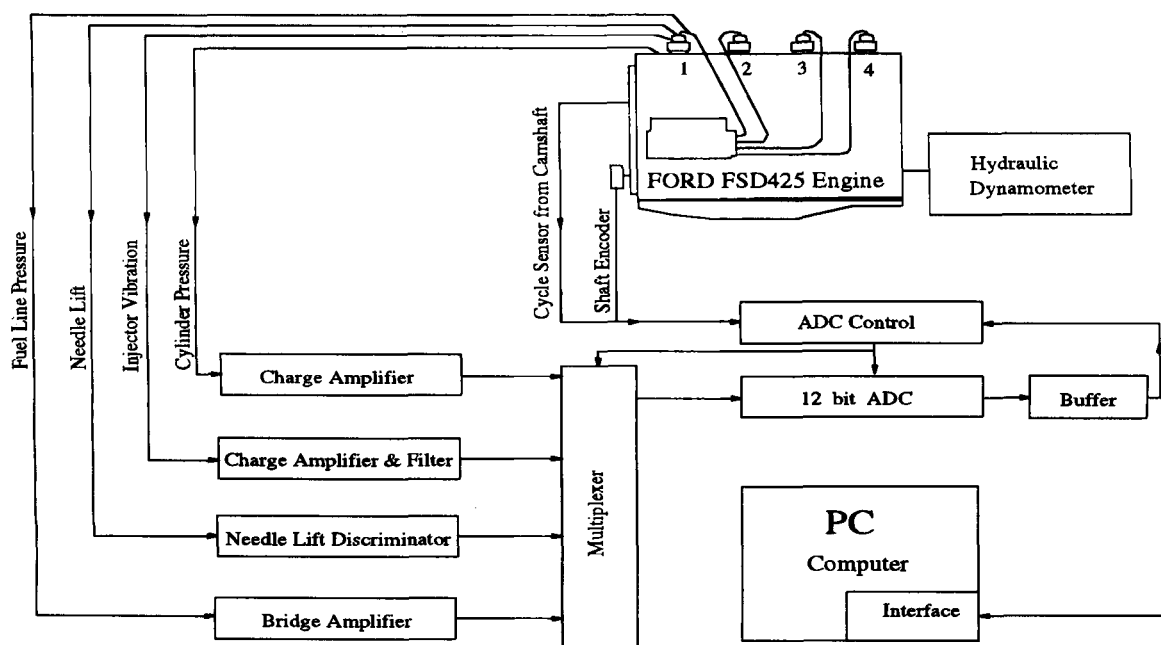 1
2
3
4
FORD FSD425 Engine
Hydraulic
Dynamometer
Fuel Line Pressure
Needle Lift
Injector Vibration
Cylinder Pressure
Cycle Sensor from Camshaft
Shaft Encoder
ADC Control
Charge Amplifier
12 bit ADC
Buffer
Charge Amplifier & Filter
Multiplexer
Needle Lift Discriminator
PC
Computer
Interface
Bridge Amplifier